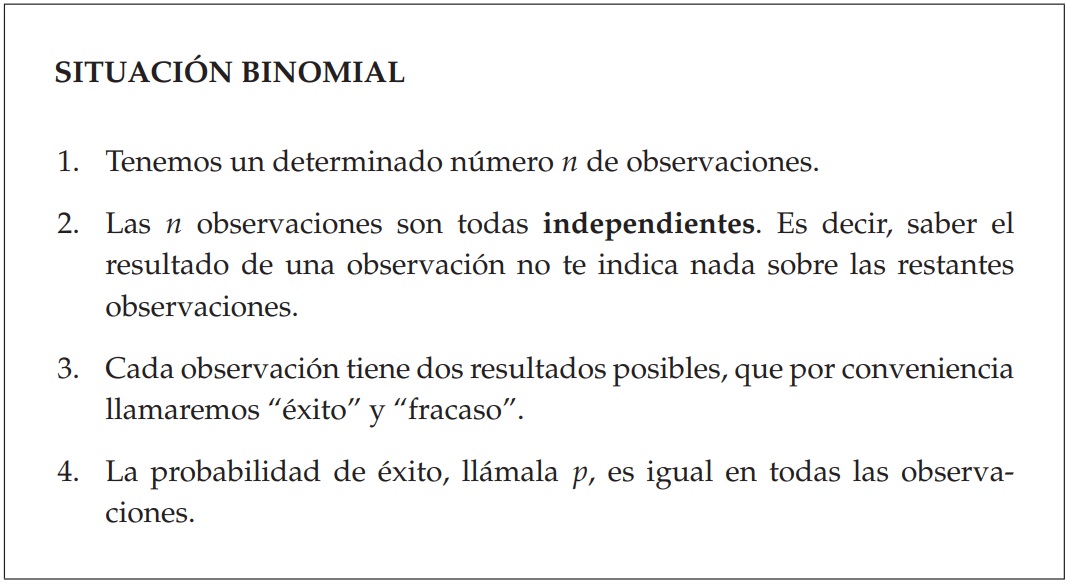 SITUACIÓN BINOMIAL
1. Tenemos un determinado número n de observaciones.
2. Las n observaciones son todas independientes. Es decir, saber el
resultado de una observación no te indica nada sobre las restantes
observaciones.
3. Cada observación tiene dos resultados posibles, que por conveniencia
llamaremos “éxito” y “fracaso”.
4. La probabilidad de éxito, llámala p, es igual en todas las observa-
ciones.